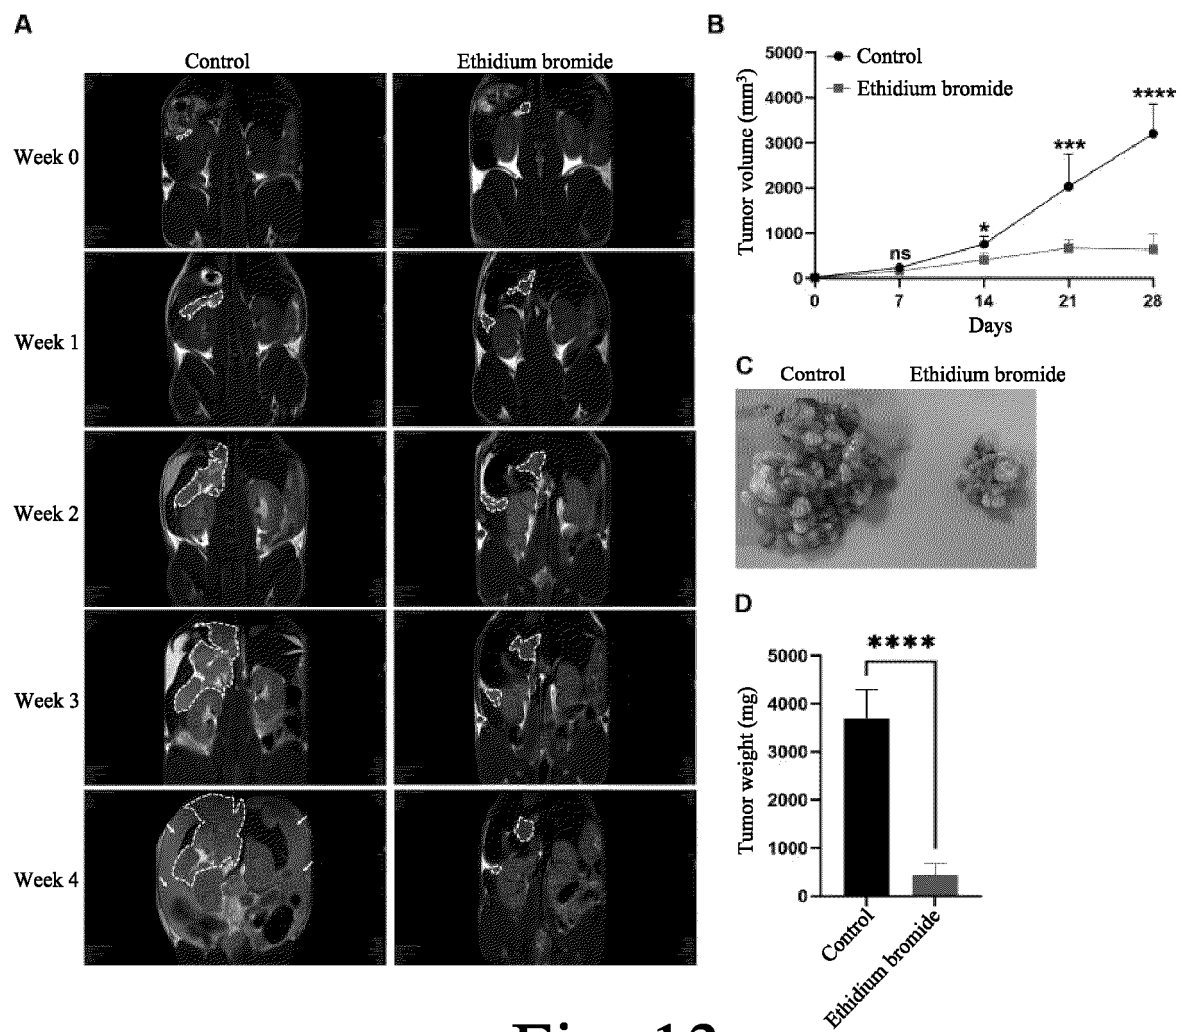 A
Control
Ethidium bromide
Week 0
Week 1
Week 2
Week 3
Week 4
B
Control
Ethidium bromide
Tumor volume (mm³)
5000
4000
3000
2000
1000
0
ns
*
***
****
0 7 14 21 28
Days
C
Control Ethidium bromide
D
****
Tumor weight (mg)
5000
4000
3000
2000
1000
0
Control
Ethidium bromide